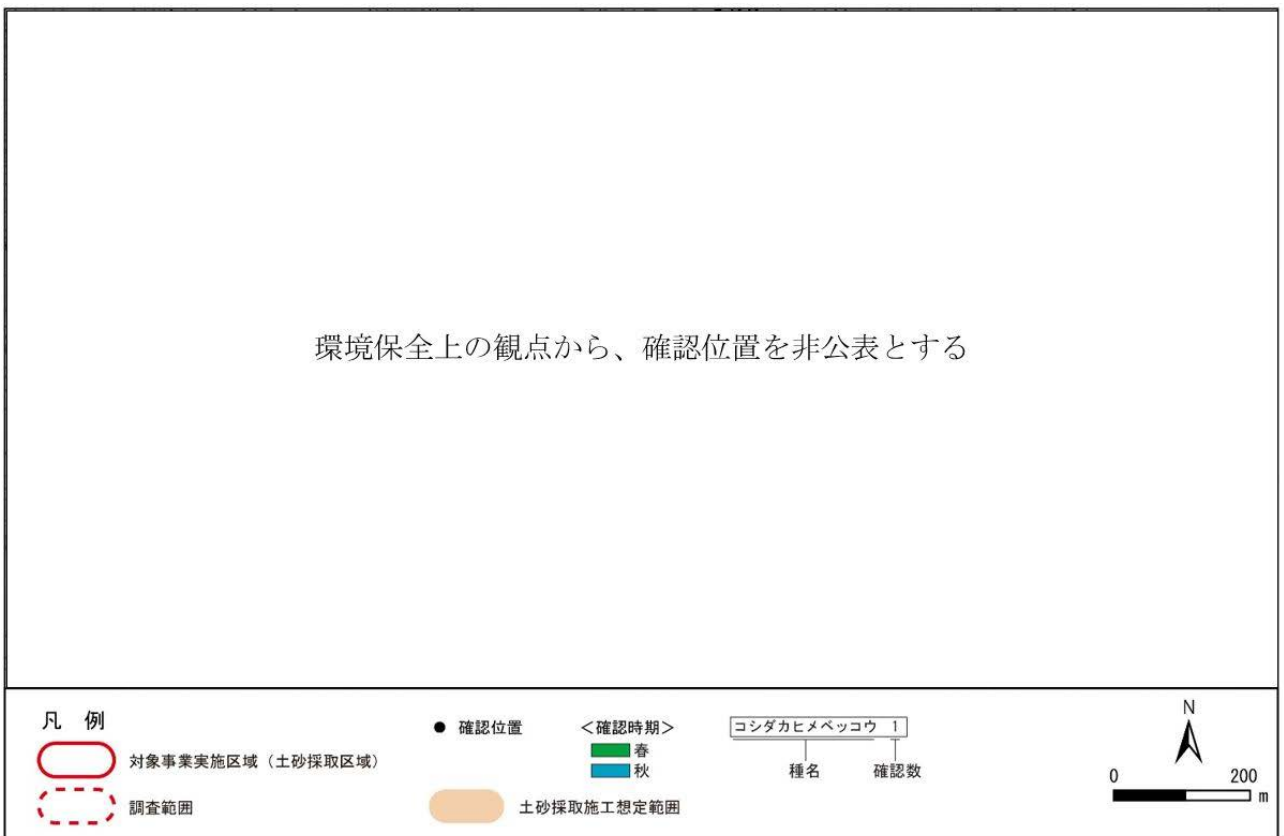 環境保全上の観点から、確認位置を非公表とする
凡 例
対象事業実施区域（土砂採取区域）
調査範囲
● 確認位置
＜確認時期＞
春
秋
土砂採取施工想定範囲
コシダカヒメベッコウ 1
種名 確認数
N
0 200
m